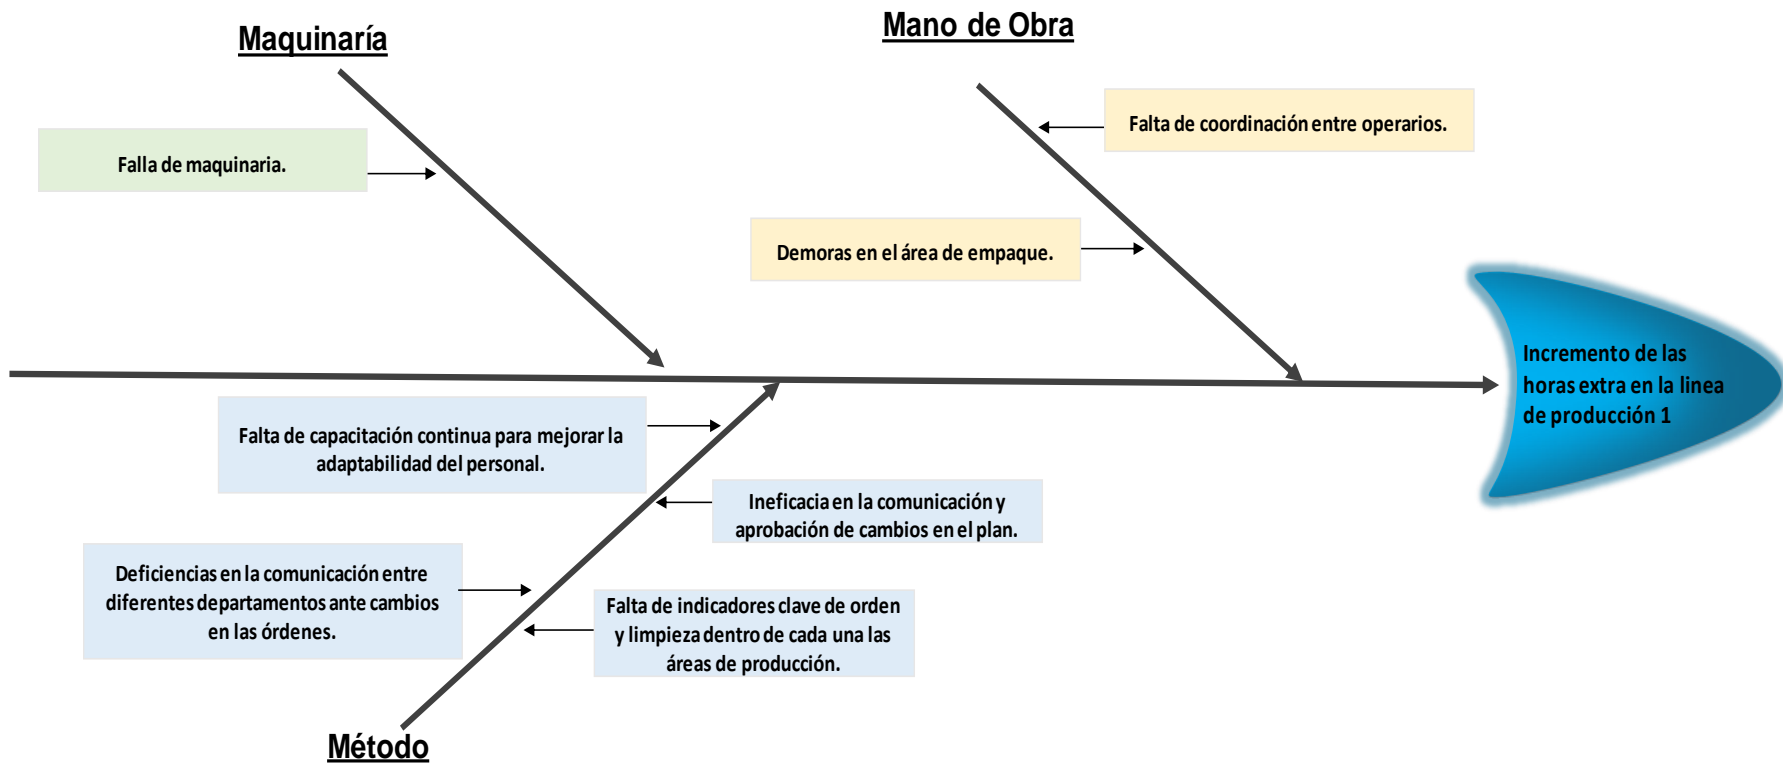 Maquinaría
Mano de Obra
Falta de coordinación entre operarios.
Falla de maquinaria.
Demoras en el área de empaque.
Incremento de las
horas extra en la linea
de producción 1
Falta de capacitación continua para mejorar la
adaptabilidad del personal.
Ineficacia en la comunicación y
aprobación de cambios en el plan.
Deficiencias en la comunicación entre
diferentes departamentos ante cambios
en las órdenes.
Falta de indicadores clave de orden
y limpieza dentro de cada una las
áreas de producción.
Método